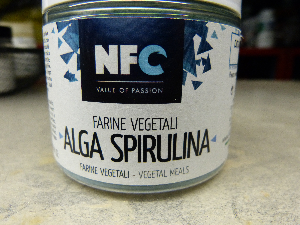 NFC
VALUE OF PASSION
FARINE VEGETALI
ALGA SPIRULINA
FARINE VEGETALI - VEGETAL MEALS